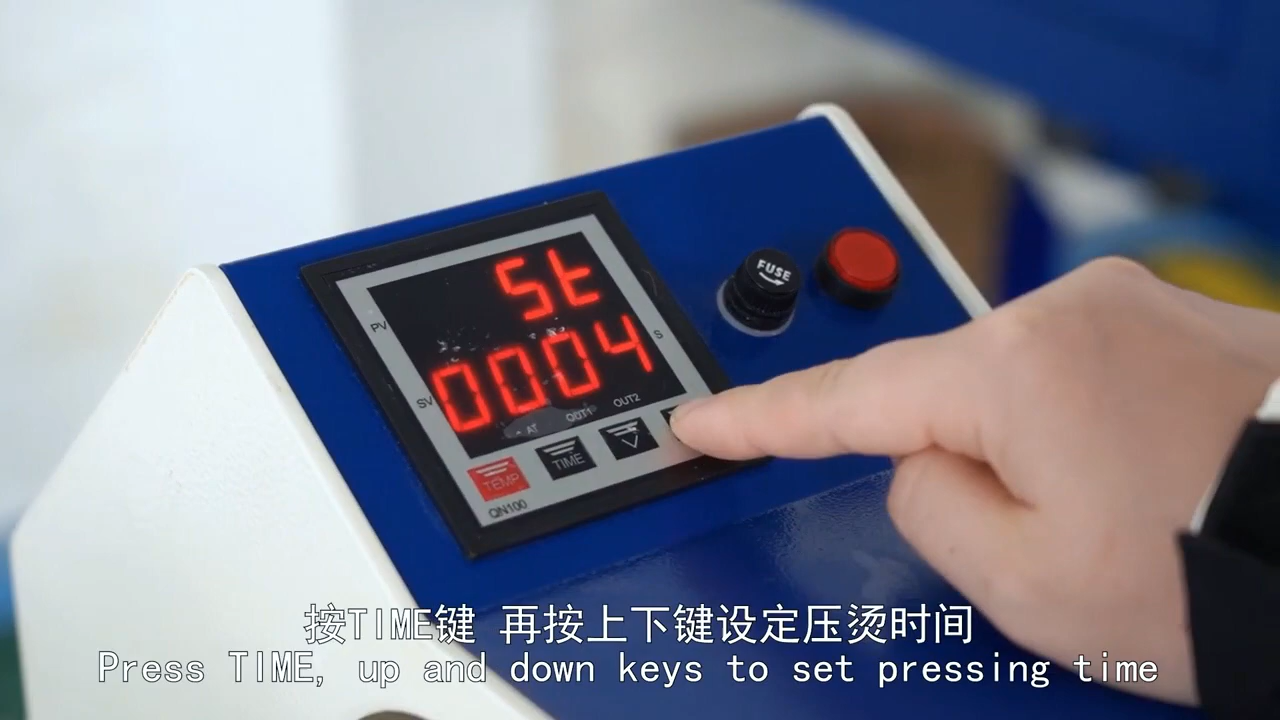 St
0004
PV
SV
S
AT
OUT1
OUT2
TEMP
TIME
QN100
FUSE
按TIME键 再按上下键设定压烫时间
Press TIME, up and down keys to set pressing time